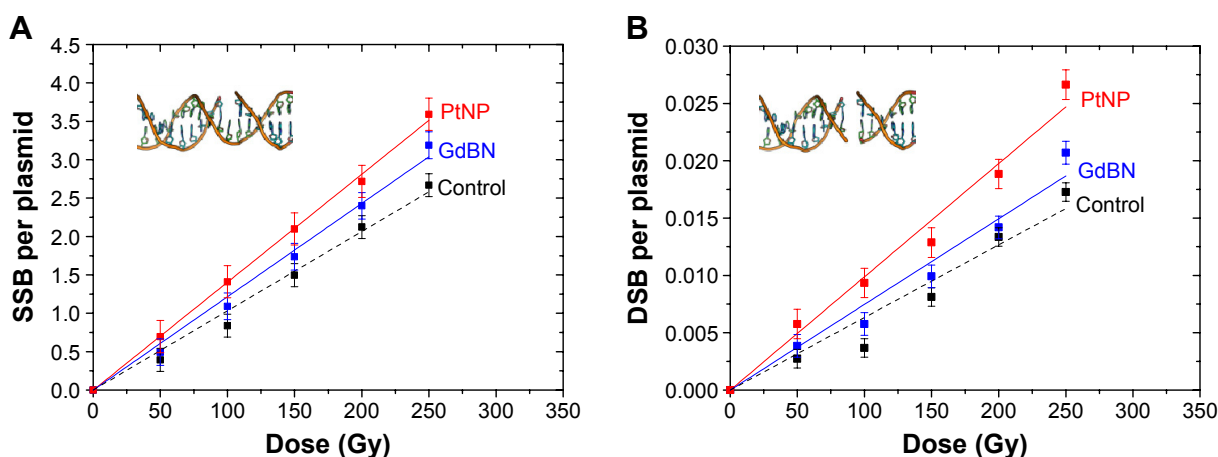 A
SSB per plasmid
4.5
4.0
3.5
3.0
2.5
2.0
1.5
1.0
0.5
0.0
PtNP
GdBN
Control
0 50 100 150 200 250 300 350
Dose (Gy)
B
DSB per plasmid
0.030
0.025
0.020
0.015
0.010
0.005
0.000
PtNP
GdBN
Control
0 50 100 150 200 250 300 350
Dose (Gy)